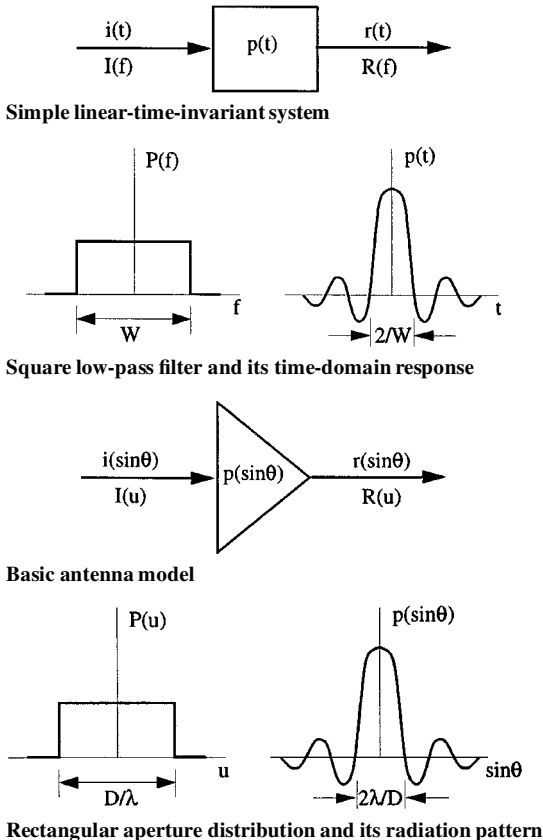 i(t)
p(t)
r(t)
I(f)
R(f)
Simple linear-time-invariant system
P(f)
p(t)
f
t
W
2/W
Square low-pass filter and its time-domain response
i(sinθ)
p(sinθ)
r(sinθ)
I(u)
R(u)
Basic antenna model
P(u)
p(sinθ)
u
sinθ
D/λ
2λ/D
Rectangular aperture distribution and its radiation pattern